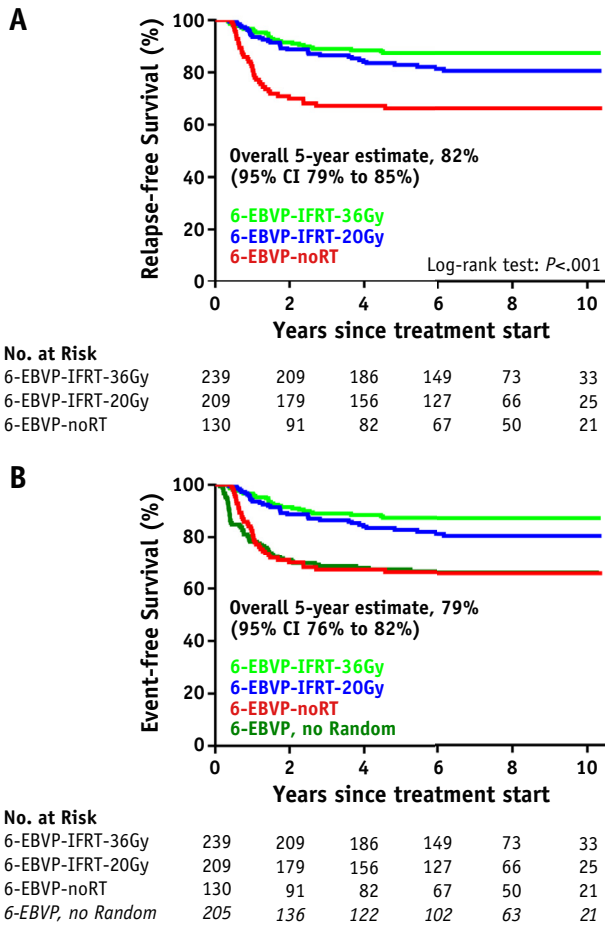 A
Relapse-free Survival (%)
100
80
60
40
20
0
Overall 5-year estimate, 82%
(95% CI 79% to 85%)
6-EBVP-IFRT-36Gy
6-EBVP-IFRT-20Gy
6-EBVP-noRT
Log-rank test: P<.001
0 2 4 6 8 10
Years since treatment start
No. at Risk
6-EBVP-IFRT-36Gy 239 209 186 149 73 33
6-EBVP-IFRT-20Gy 209 179 156 127 66 25
6-EBVP-noRT 130 91 82 67 50 21
B
Event-free Survival (%)
100
80
60
40
20
0
Overall 5-year estimate, 79%
(95% CI 76% to 82%)
6-EBVP-IFRT-36Gy
6-EBVP-IFRT-20Gy
6-EBVP-noRT
6-EBVP, no Random
0 2 4 6 8 10
Years since treatment start
No. at Risk
6-EBVP-IFRT-36Gy 239 209 186 149 73 33
6-EBVP-IFRT-20Gy 209 179 156 127 66 25
6-EBVP-noRT 130 91 82 67 50 21
6-EBVP, no Random 205 136 122 102 63 21